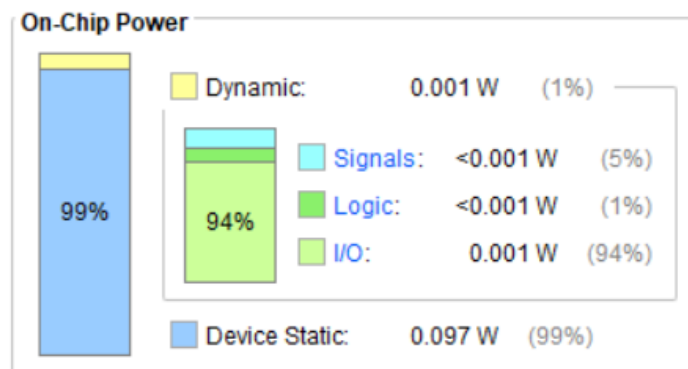 On-Chip Power
Dynamic: 0.001 W (1%)
Signals: <0.001 W (5%)
Logic: <0.001 W (1%)
99%
94%
I/O: 0.001 W (94%)
Device Static: 0.097 W (99%)